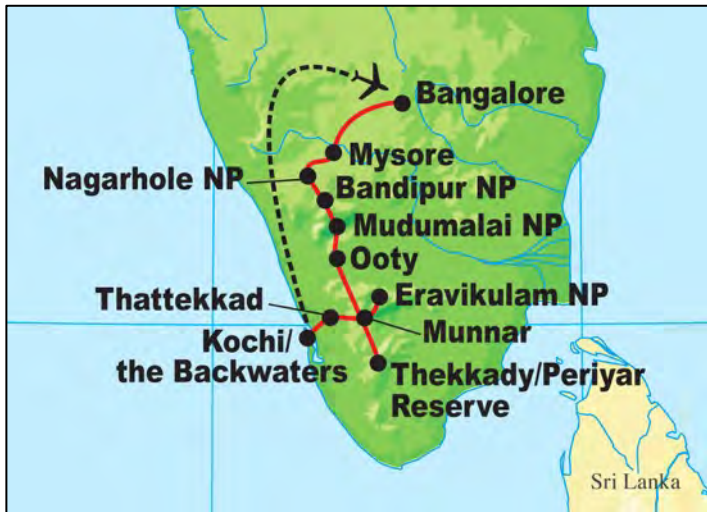 Bangalore
Mysore
Nagarhole NP
Bandipur NP
Mudumalai NP
Ooty
Thattekkad
Eravikulam NP
Kochi/
the Backwaters
Munnar
Thekkady/Periyar
Reserve
Sri Lanka